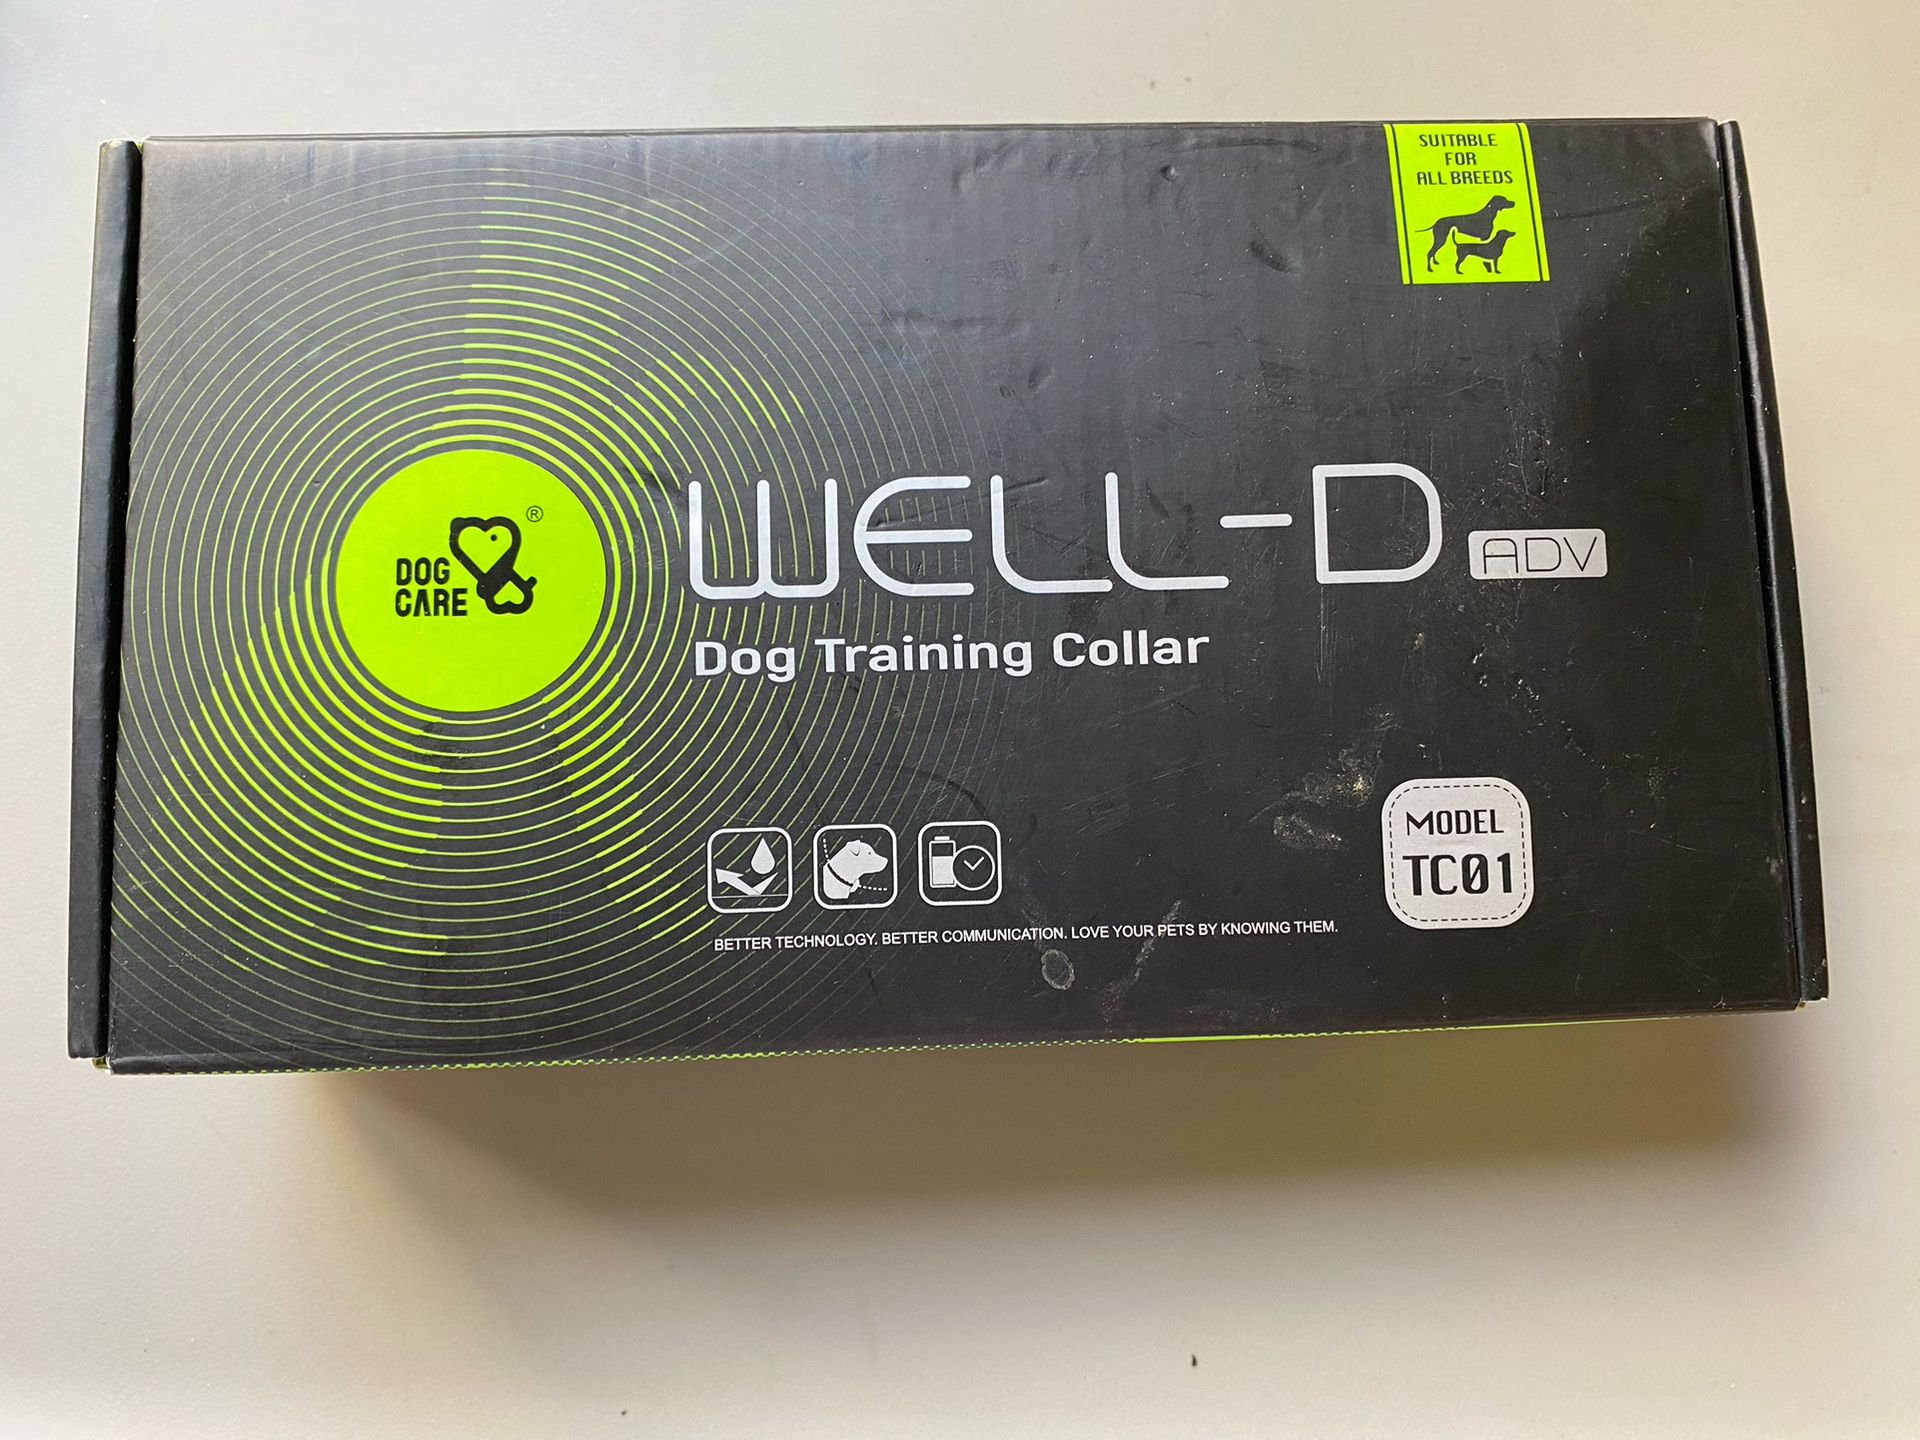 SUITABLE
FOR
ALL BREEDS
DOG
CARE
®
WELL-D ADV
Dog Training Collar
MODEL
TC01
BETTER TECHNOLOGY. BETTER COMMUNICATION. LOVE YOUR PETS BY KNOWING THEM.